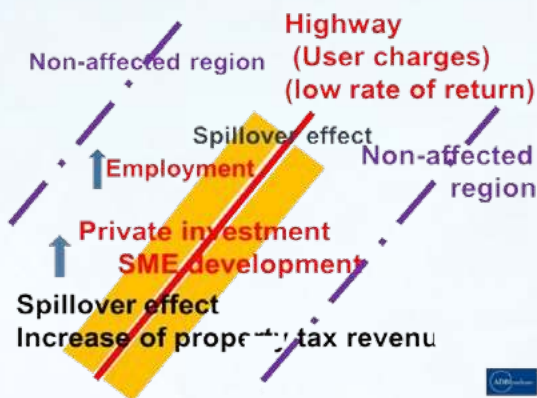 Highway
(User charges)
(low rate of return)
Non-affected region
Spillover effect
Non-affected
region
Employment
Private investment
SME development
Spillover effect
Increase of property tax revenu
ADBI